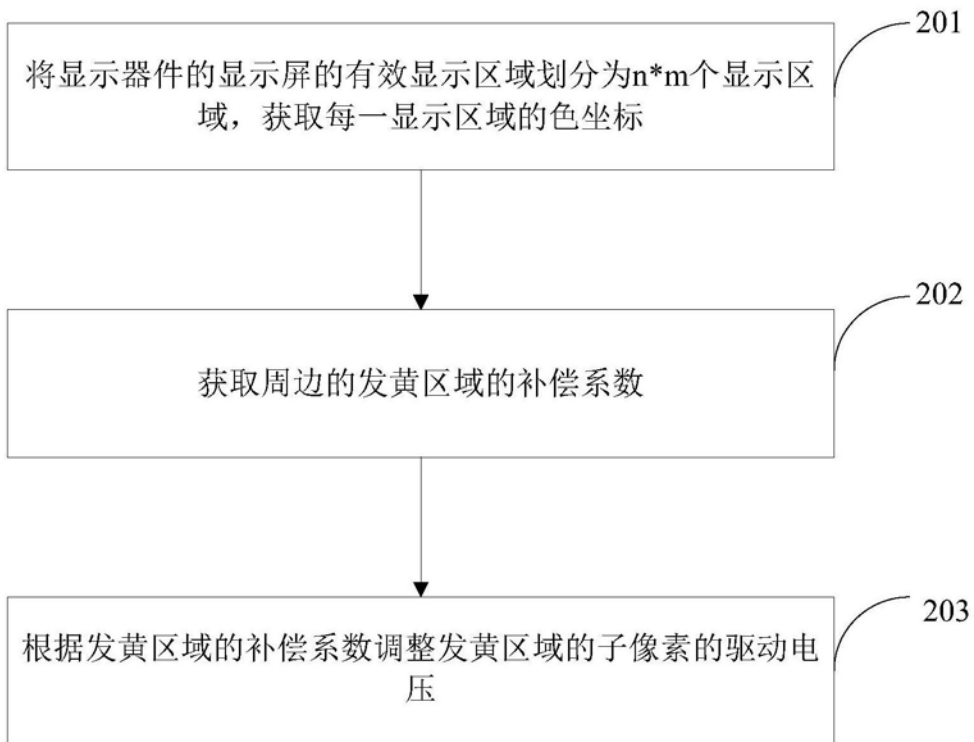 201
将显示器件的显示屏的有效显示区域划分为n*m个显示区
域，获取每一显示区域的色坐标
202
获取周边的发黄区域的补偿系数
203
根据发黄区域的补偿系数调整发黄区域的子像素的驱动电
压